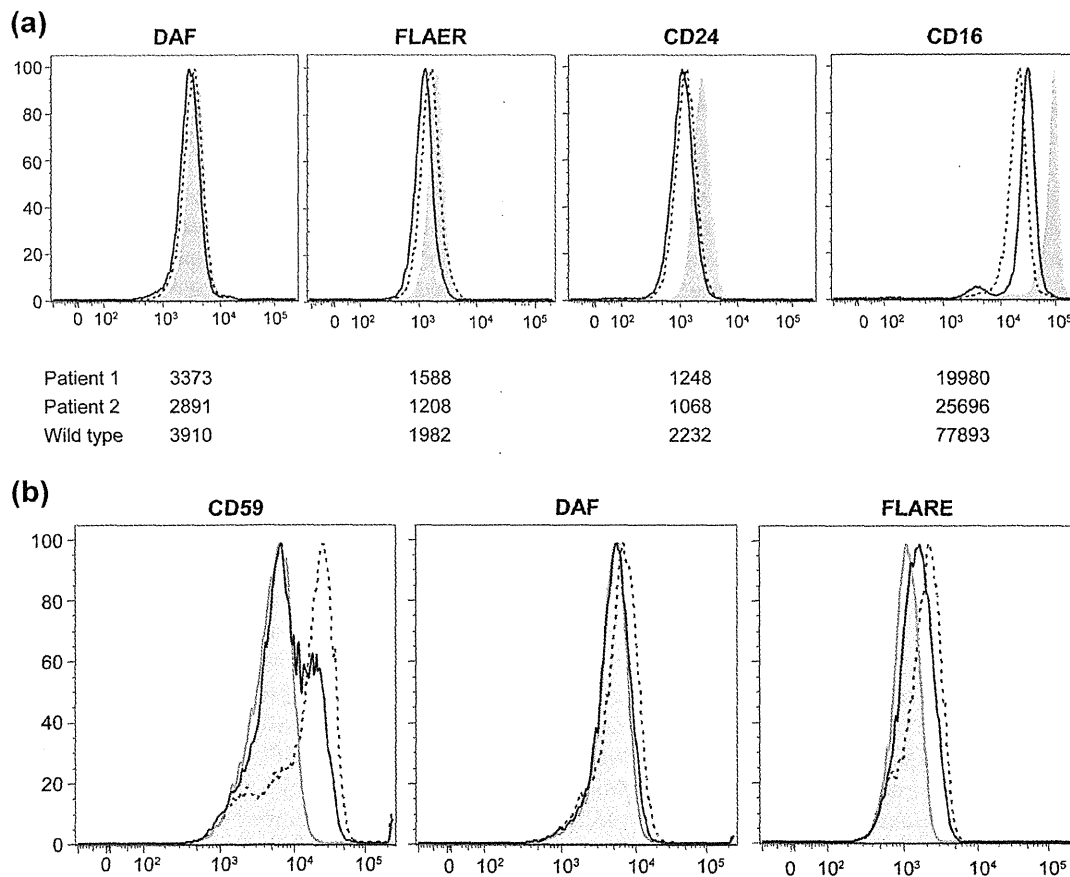 (a)
DAF FLAER CD24 CD16
100
80
60
40
20
0
0 10² 10³ 10⁴ 10⁵ 0 10² 10³ 10⁴ 10⁵ 0 10² 10³ 10⁴ 10⁵ 0 10² 10³ 10⁴ 10⁵
Patient 1 3373 1588 1248 19980
Patient 2 2891 1208 1068 25696
Wild type 3910 1982 2232 77893
(b)
CD59 DAF FLARE
100
80
60
40
20
0
0 10² 10³ 10⁴ 10⁵ 0 10² 10³ 10⁴ 10⁵ 0 10² 10³ 10⁴ 10⁵